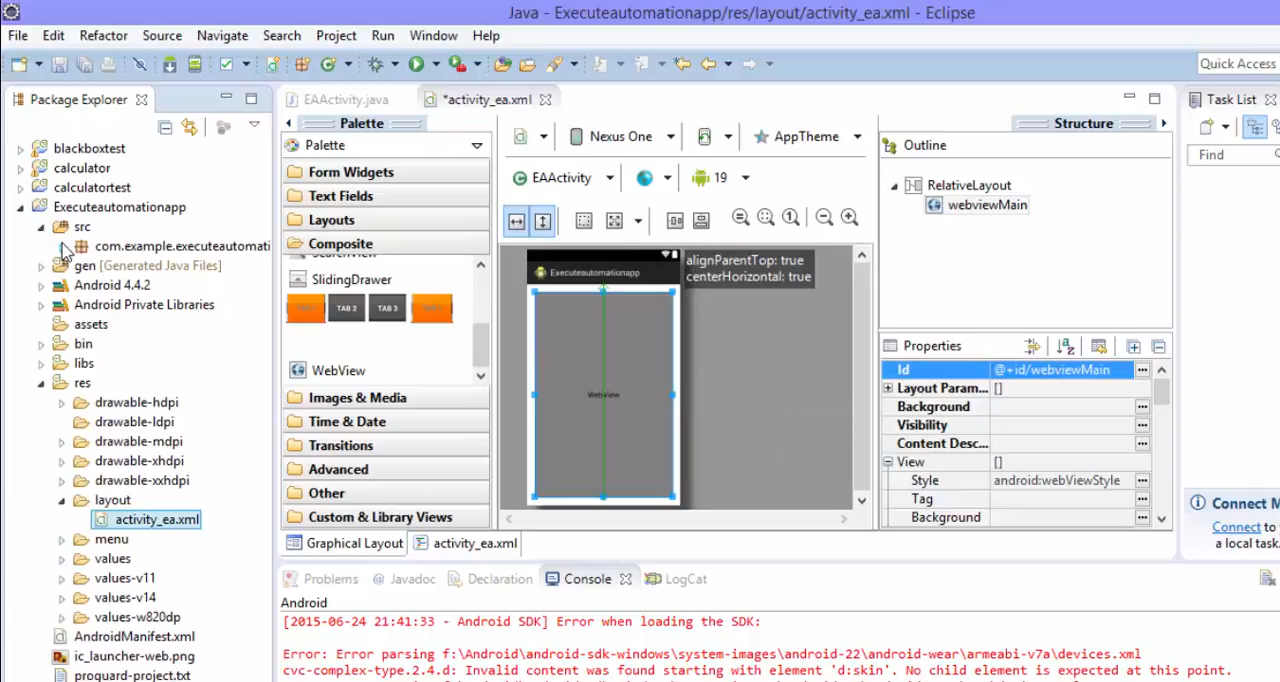 Java - Executeautomationapp/res/layout/activity_ea.xml - Eclipse
File Edit Refactor Source Navigate Search Project Run Window Help
Quick Access
Package Explorer
blackboxtest
calculator
calculatortest
Executeautomationapp
src
com.example.executeautomati
gen [Generated Java Files]
Android 4.4.2
Android Private Libraries
assets
bin
libs
res
drawable-hdpi
drawable-ldpi
drawable-mdpi
drawable-xhdpi
drawable-xxhdpi
layout
activity_ea.xml
menu
values
values-v11
values-v14
values-w820dp
AndroidManifest.xml
ic_launcher-web.png
proguard-project.txt
EAActivity.java
*activity_ea.xml
Palette
Palette
Form Widgets
Text Fields
Layouts
Composite
SlidingDrawer
TAB 2 TAB 3
WebView
Images & Media
Time & Date
Transitions
Advanced
Other
Custom & Library Views
Nexus One
AppTheme
EAActivity
19
Executeautomationapp
WebView
alignParentTop: true
centerHorizontal: true
Graphical Layout
activity_ea.xml
Structure
Outline
RelativeLayout
webviewMain
Properties
Id @+id/webviewMain
Layout Param... []
Background
Visibility
Content Desc...
View []
Style android:webViewStyle
Tag
Background
Task List
Find
Connect M
Connect to
a local task.
Problems @ Javadoc Declaration Console LogCat
Android
[2015-06-24 21:41:33 - Android SDK] Error when loading the SDK:
Error: Error parsing f:\Android\android-sdk-windows\system-images\android-22\android-wear\armeabi-v7a\devices.xml
cvc-complex-type.2.4.d: Invalid content was found starting with element 'd:skin'. No child element is expected at this point.